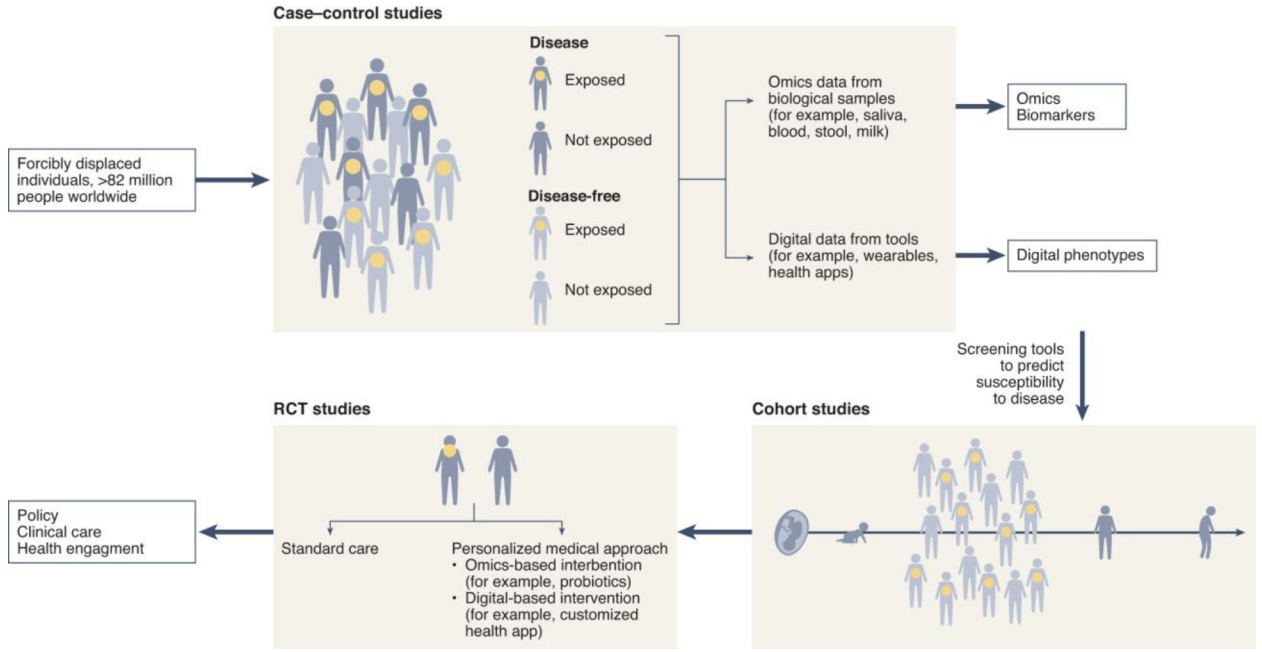 Case–control studies
Forcibly displaced
individuals, >82 million
people worldwide
Disease
Exposed
Not exposed
Disease-free
Exposed
Not exposed
Omics data from
biological samples
(for example, saliva,
blood, stool, milk)
Digital data from tools
(for example, wearables,
health apps)
Omics
Biomarkers
Digital phenotypes
Screening tools
to predict
susceptibility
to disease
Cohort studies
RCT studies
Standard care
Personalized medical approach
• Omics-based interbention
(for example, probiotics)
• Digital-based intervention
(for example, customized
health app)
Policy
Clinical care
Health engagment